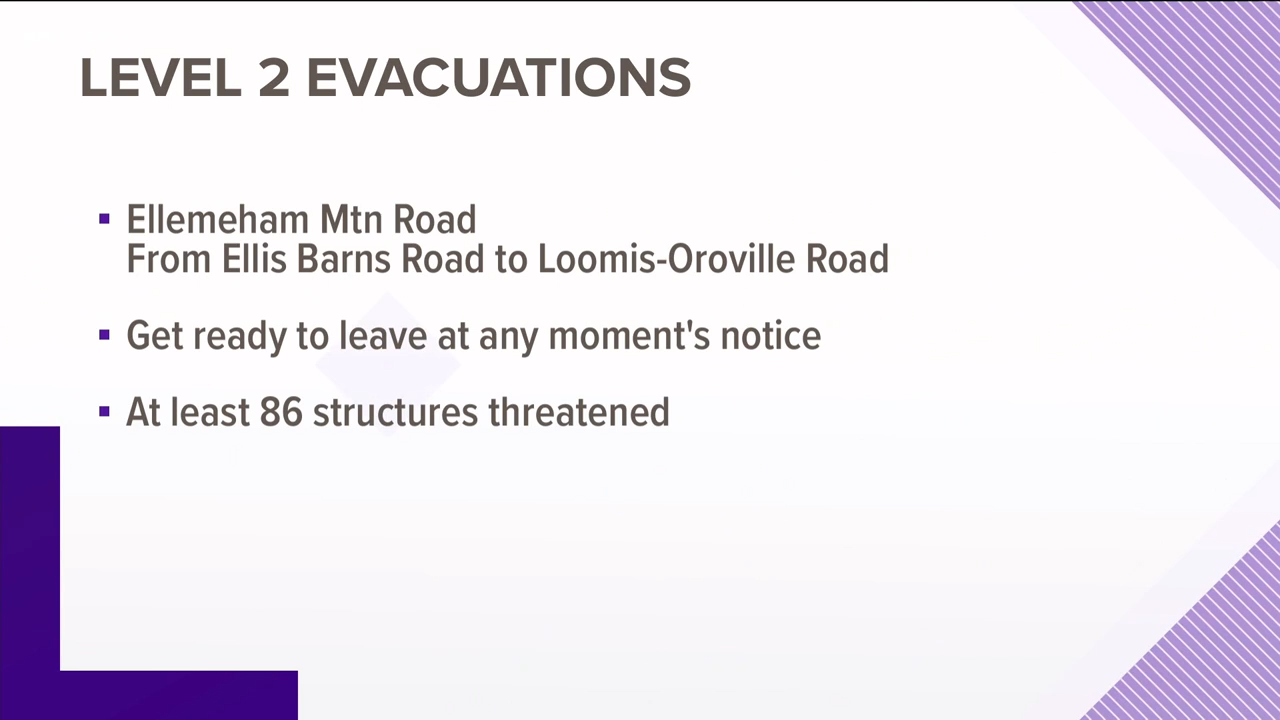 LEVEL 2 EVACUATIONS
Ellemeham Mtn Road
From Ellis Barns Road to Loomis-Oroville Road
Get ready to leave at any moment's notice
At least 86 structures threatened